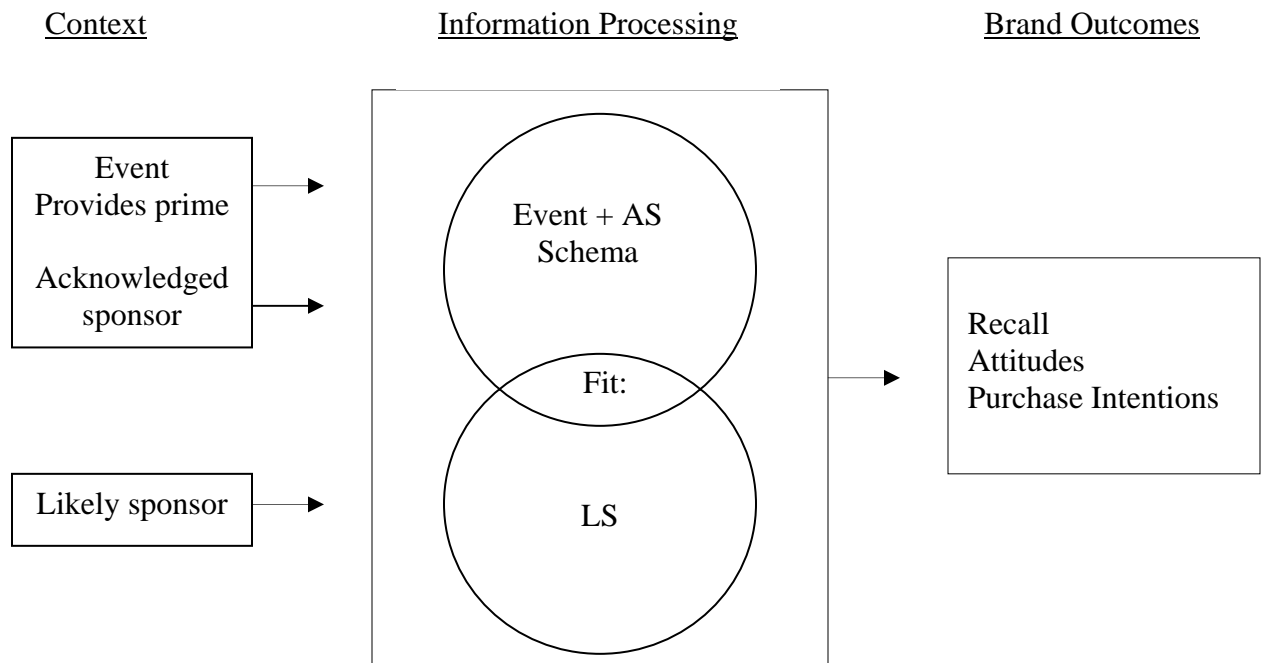 Context
Information Processing
Brand Outcomes
Event
Provides prime
Acknowledged
sponsor
Likely sponsor
Event + AS
Schema
Fit:
LS
Recall
Attitudes
Purchase Intentions